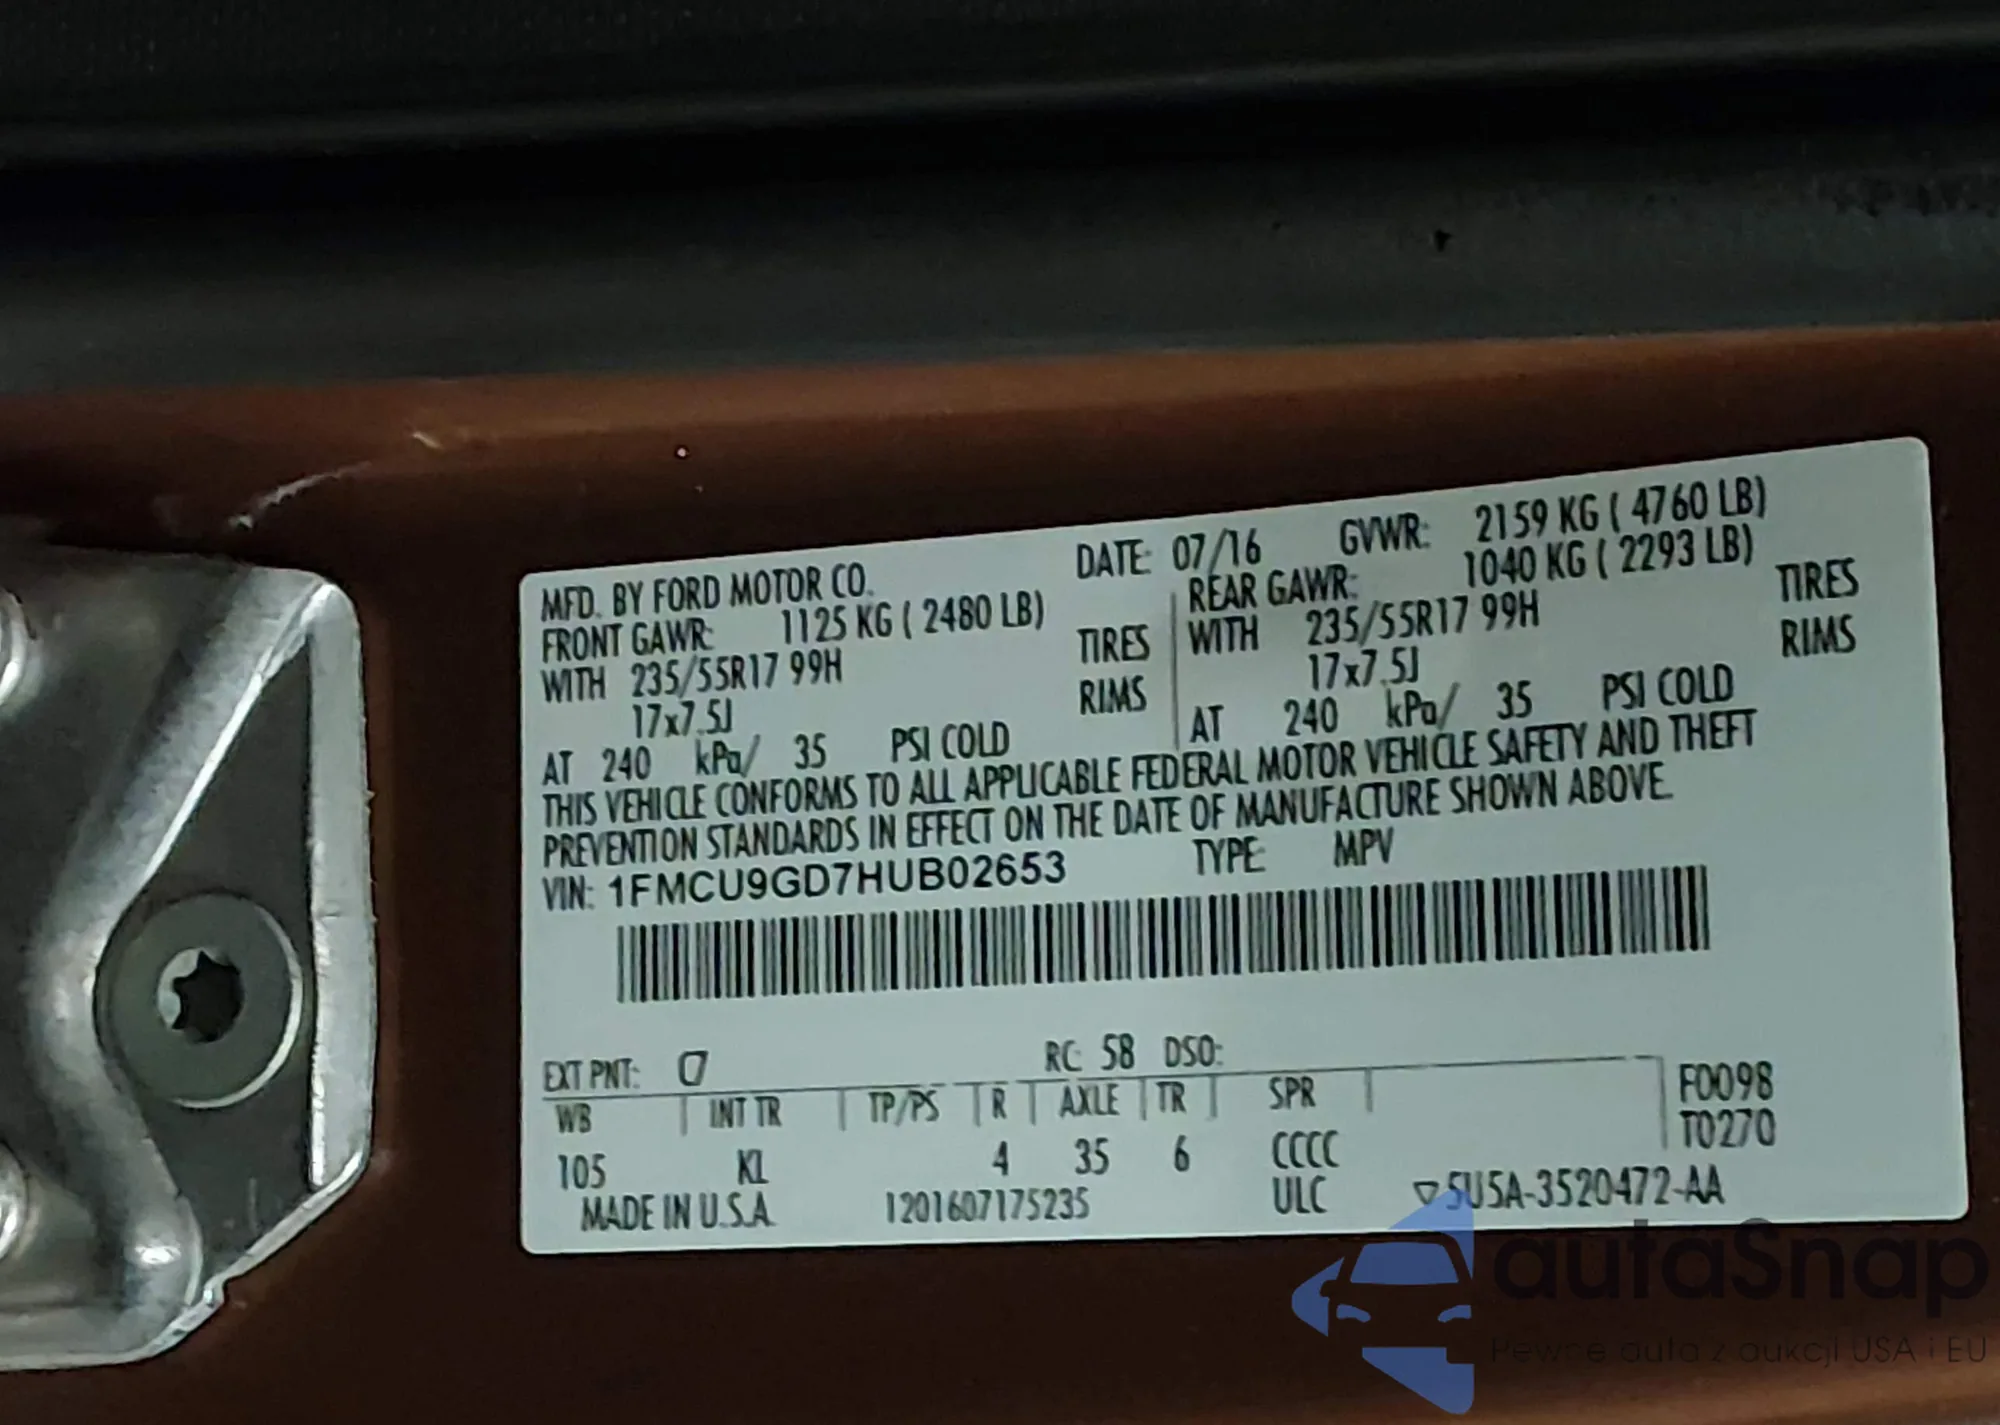 MFD. BY FORD MOTOR CO. DATE: 07/16 GVWR: 2159 KG ( 4760 LB)
FRONT GAWR: 1125 KG ( 2480 LB) REAR GAWR: 1040 KG ( 2293 LB)
WITH 235/55R17 99H TIRES WITH 235/55R17 99H TIRES
17x7.5J RIMS 17x7.5J RIMS
AT 240 kPa/ 35 PSI COLD AT 240 kPa/ 35 PSI COLD
THIS VEHICLE CONFORMS TO ALL APPLICABLE FEDERAL MOTOR VEHICLE SAFETY AND THEFT
PREVENTION STANDARDS IN EFFECT ON THE DATE OF MANUFACTURE SHOWN ABOVE.
VIN: 1FMCU9GD7HUB02653 TYPE: MPV
EXT PNT: RC: 58 DSO:
WB INT TR TP/PS R AXLE TR SPR F0098
T0270
105 KL 4 35 6 CCCC
MADE IN U.S.A. 1201607175235 ULC 5U5A-3520472-AA
autaSnap
Pewne auta z aukcji USA i EU